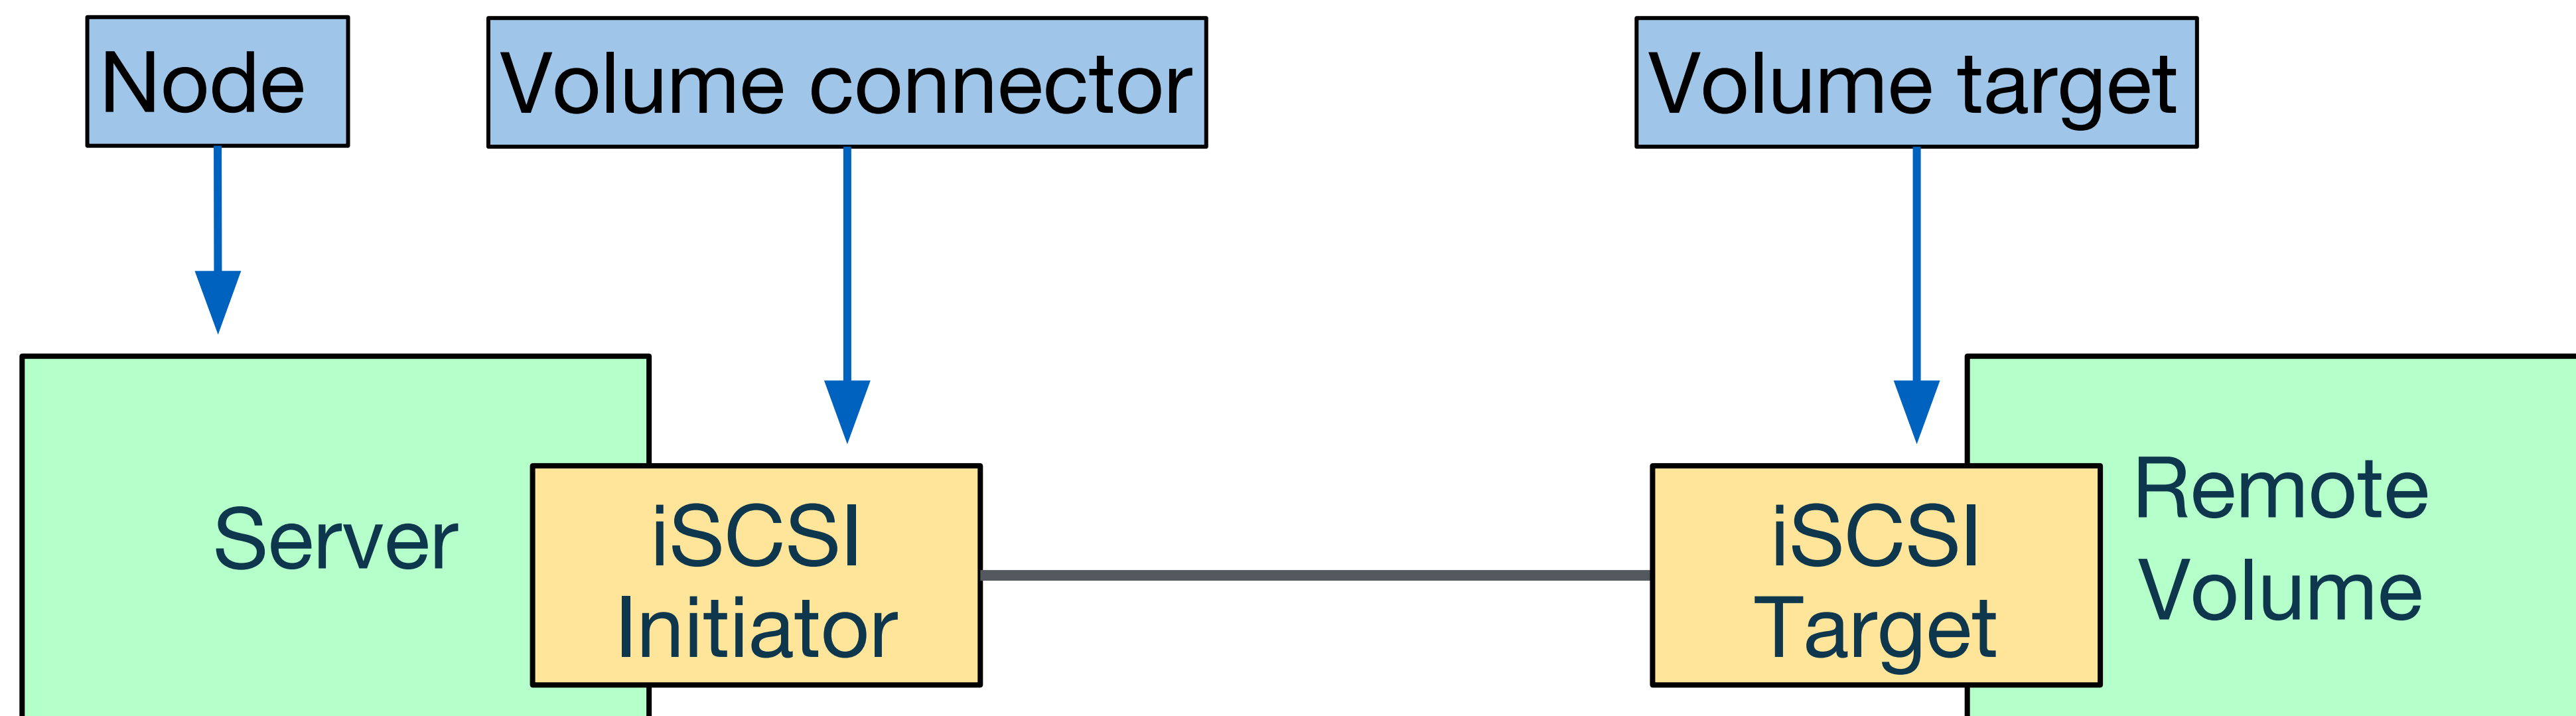 Node
Volume connector
Volume target
Server
iSCSI
Initiator
iSCSI
Target
Remote
Volume